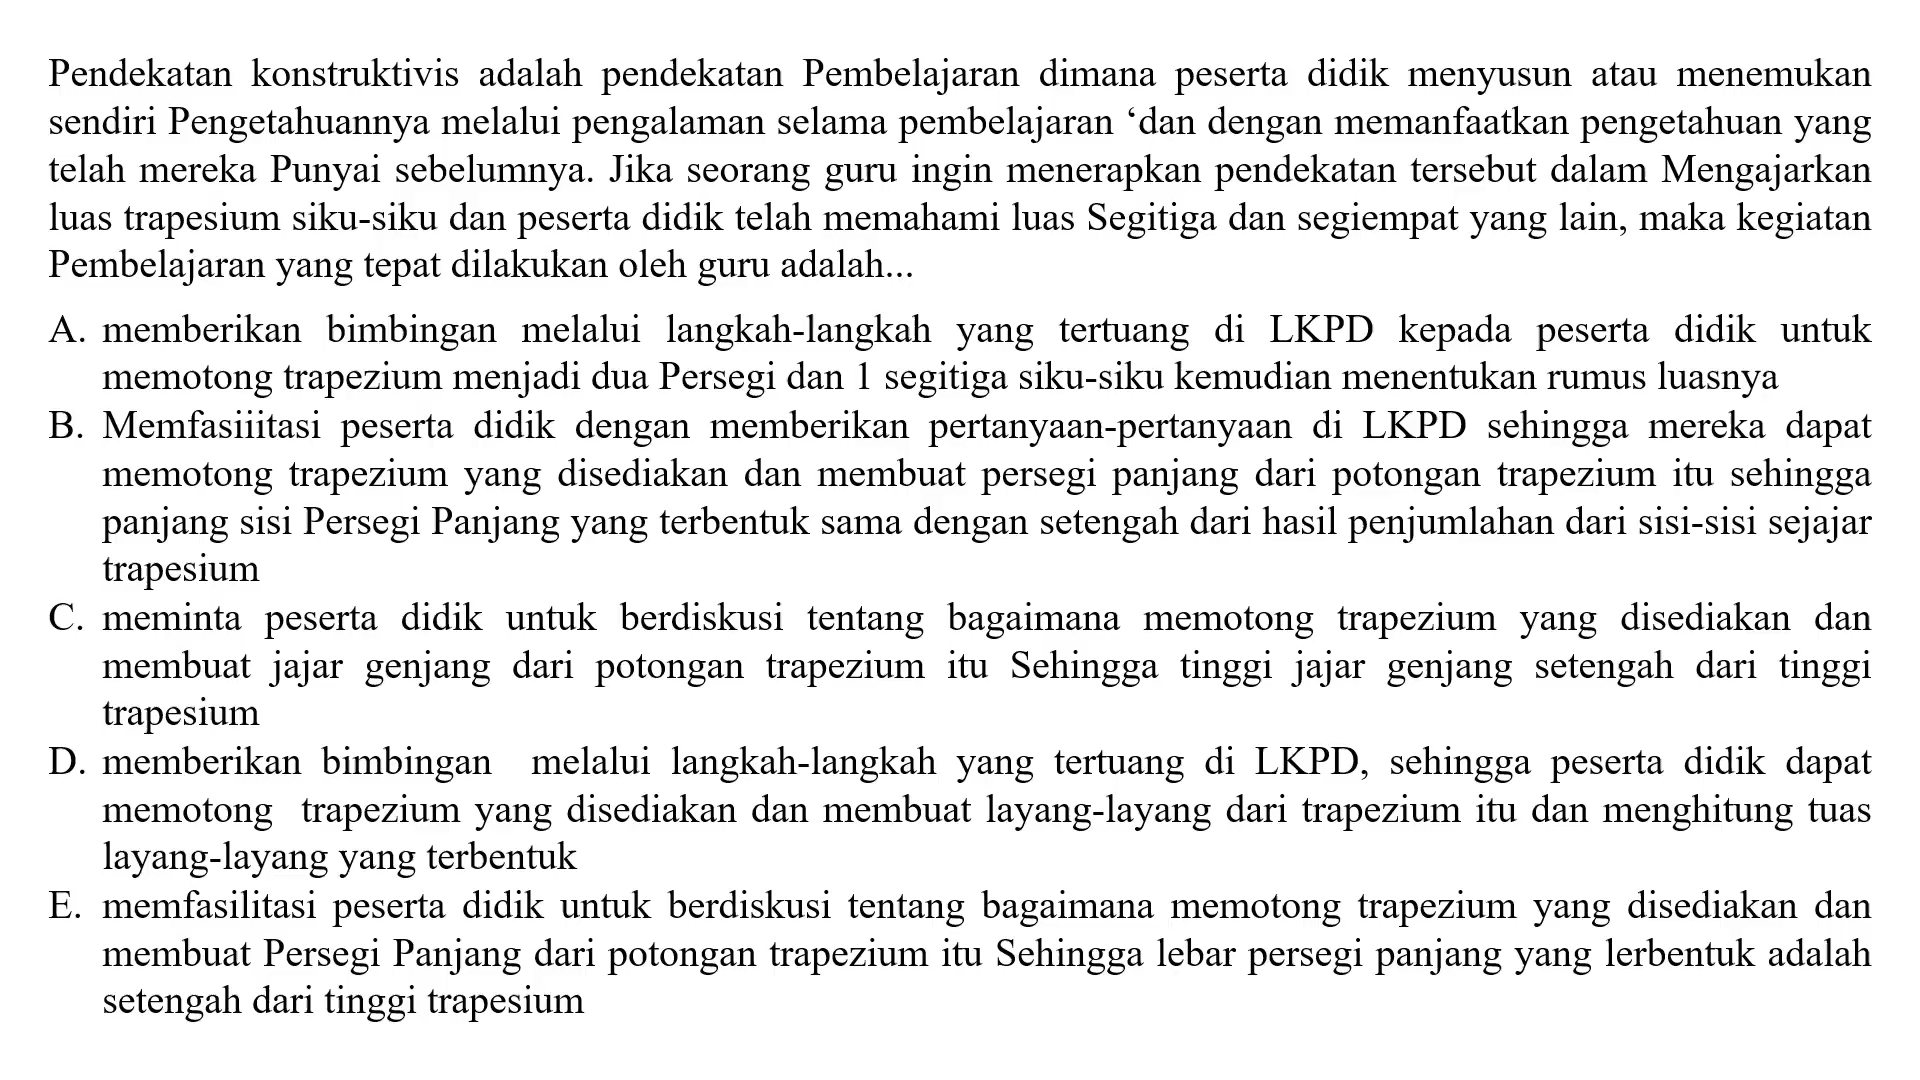 Pendekatan konstruktivis adalah pendekatan Pembelajaran dimana peserta didik menyusun atau menemukan
sendiri Pengetahuannya melalui pengalaman selama pembelajaran ‘dan dengan memanfaatkan pengetahuan yang
telah mereka Punyai sebelumnya. Jika seorang guru ingin menerapkan pendekatan tersebut dalam Mengajarkan
luas trapesium siku-siku dan peserta didik telah memahami luas Segitiga dan segiempat yang lain, maka kegiatan
Pembelajaran yang tepat dilakukan oleh guru adalah...
A. memberikan bimbingan melalui langkah-langkah yang tertuang di LKPD kepada peserta didik untuk
memotong trapezium menjadi dua Persegi dan 1 segitiga siku-siku kemudian menentukan rumus luasnya
B. Memfasiiitasi peserta didik dengan memberikan pertanyaan-pertanyaan di LKPD sehingga mereka dapat
memotong trapezium yang disediakan dan membuat persegi panjang dari potongan trapezium itu sehingga
panjang sisi Persegi Panjang yang terbentuk sama dengan setengah dari hasil penjumlahan dari sisi-sisi sejajar
trapesium
C. meminta peserta didik untuk berdiskusi tentang bagaimana memotong trapezium yang disediakan dan
membuat jajar genjang dari potongan trapezium itu Sehingga tinggi jajar genjang setengah dari tinggi
trapesium
D. memberikan bimbingan melalui langkah-langkah yang tertuang di LKPD, sehingga peserta didik dapat
memotong trapezium yang disediakan dan membuat layang-layang dari trapezium itu dan menghitung tuas
layang-layang yang terbentuk
E. memfasilitasi peserta didik untuk berdiskusi tentang bagaimana memotong trapezium yang disediakan dan
membuat Persegi Panjang dari potongan trapezium itu Sehingga lebar persegi panjang yang lerbentuk adalah
setengah dari tinggi trapesium